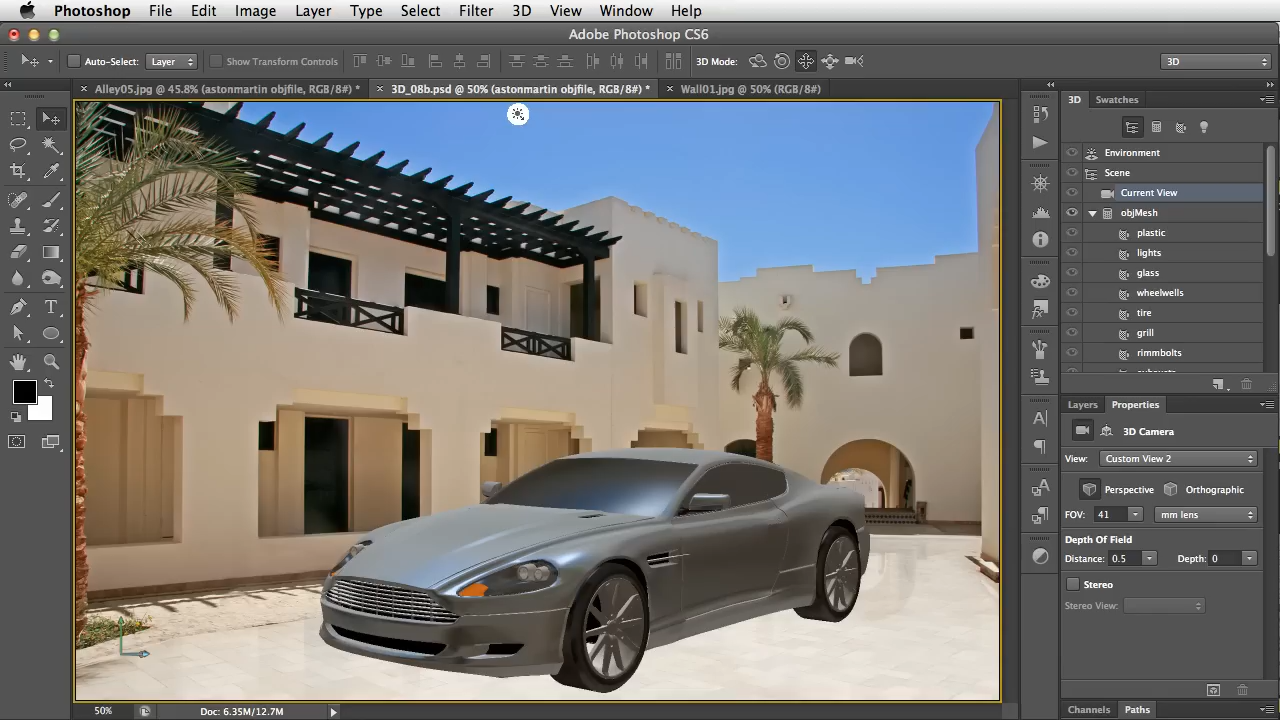 Photoshop File Edit Image Layer Type Select Filter 3D View Window Help
Adobe Photoshop CS6
Auto-Select: Layer Show Transform Controls 3D Mode: 3D
Alley05.jpg @ 45.8% (astonmartin objfile, RGB/8#) * 3D_08b.psd @ 50% (astonmartin objfile, RGB/8#) * Wall01.jpg @ 50% (RGB/8#)
3D Swatches
Environment
Scene
Current View
objMesh
plastic
lights
glass
wheelwells
tire
grill
rimmbolts
Layers Properties
3D Camera
View: Custom View 2
Perspective Orthographic
FOV: 41 mm lens
Depth Of Field
Distance: 0.5 Depth: 0
Stereo
Stereo View:
50% Doc: 6.35M/12.7M
Channels Paths